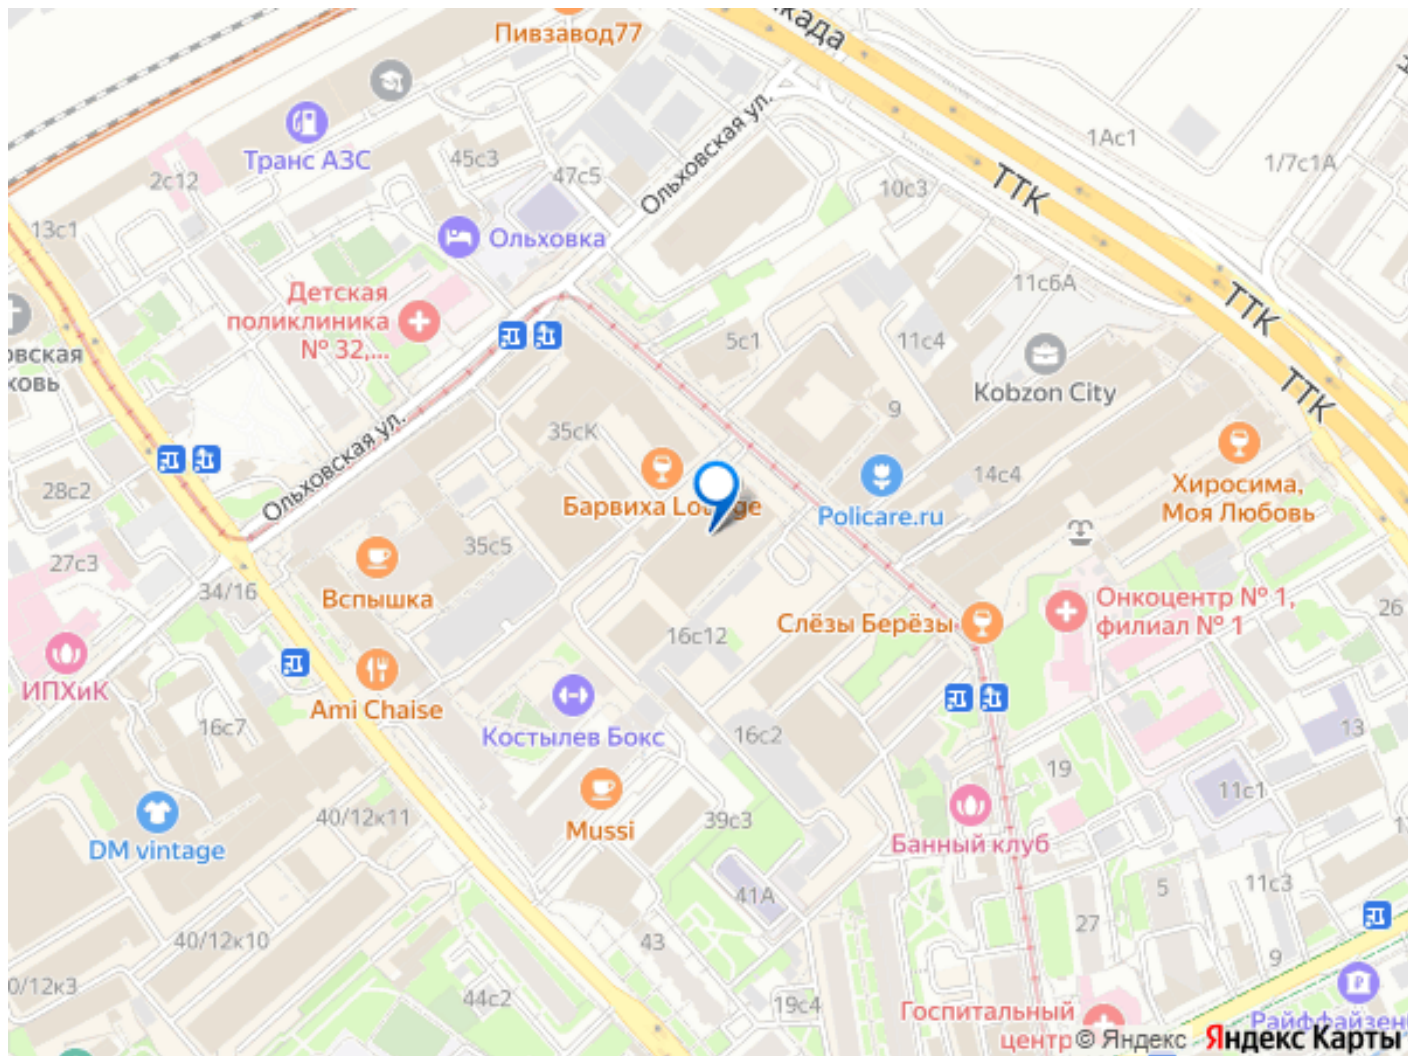 Пивзавод77
ТТК
1Ас1
Транс АЗС
45с3
47с5
Ольховская ул.
10с3
1/7с1А
2с12
13с1
Ольховка
Детская
поликлиника
№ 32,...
11с6А
ТТК
5с1
11с4
Kobzon City
ТТК
9
35сК
Ольховская ул.
14с4
Барвиха
Policare.ru
Хиросима,
Моя Любовь
28с2
35с5
27с3
34/16
Вспышка
Онкоцентр № 1,
филиал № 1
26
16с12
Слёзы Берёзы
ИПХиК
Ami Chaise
16с7
Костылев Бокс
16с2
13
19
11с1
Mussi
39с3
40/12к11
DM vintage
Банный клуб
41А
5
11с3
27
40/12к10
43
9
44с2
19с4
Госпитальный
центр
© Яндекс
Яндекс Карты